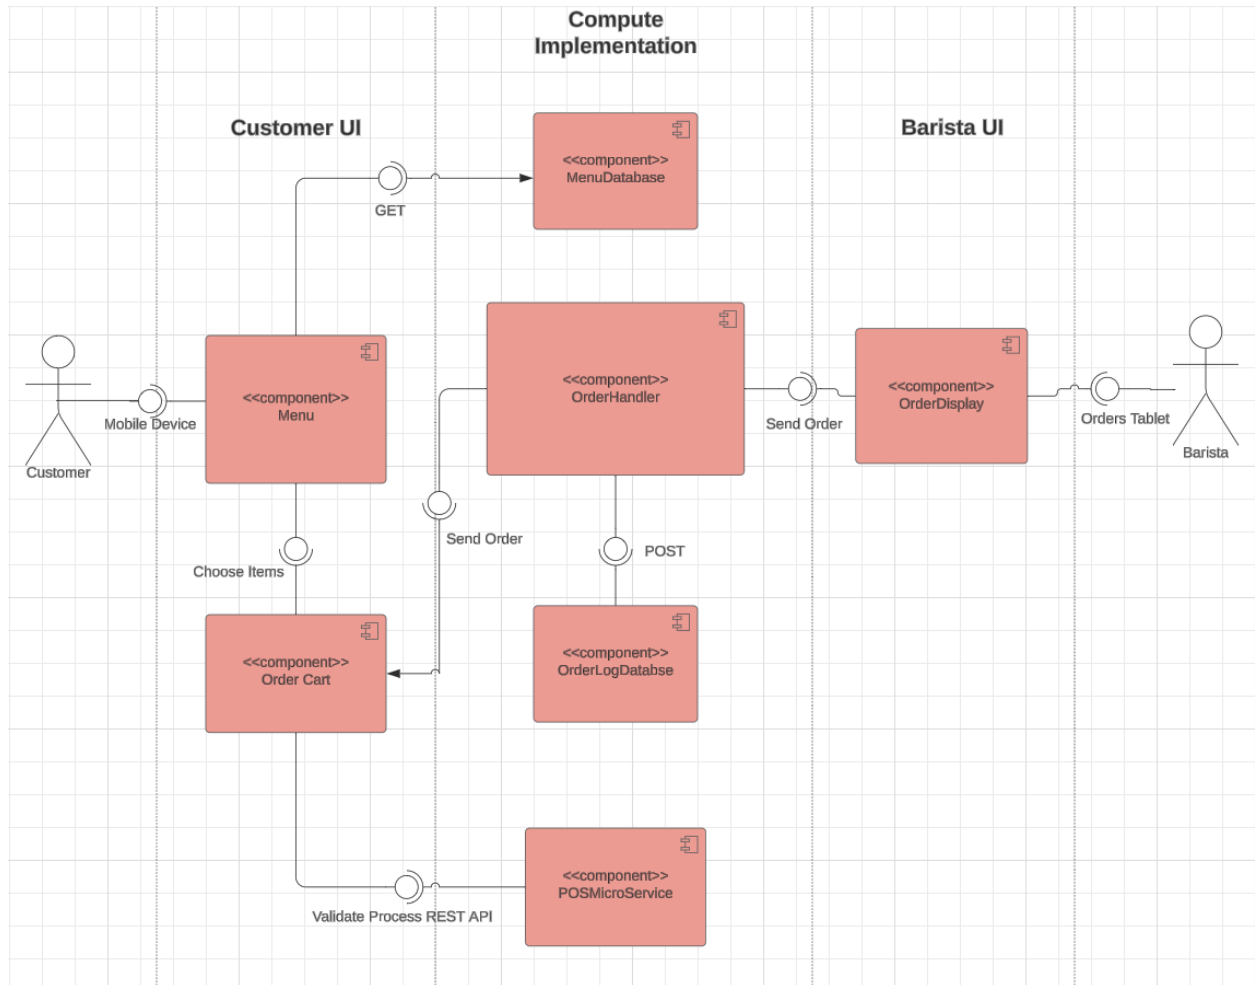 Compute
Implementation
Customer UI
Barista UI
<<component>>
MenuDatabase
GET
<<component>>
OrderHandler
<<component>>
Menu
<<component>>
OrderDisplay
Mobile Device
Customer
Send Order
Orders Tablet
Barista
Send Order
POST
Choose Items
<<component>>
Order Cart
<<component>>
OrderLogDatabse
<<component>>
POSMicroService
Validate Process REST API